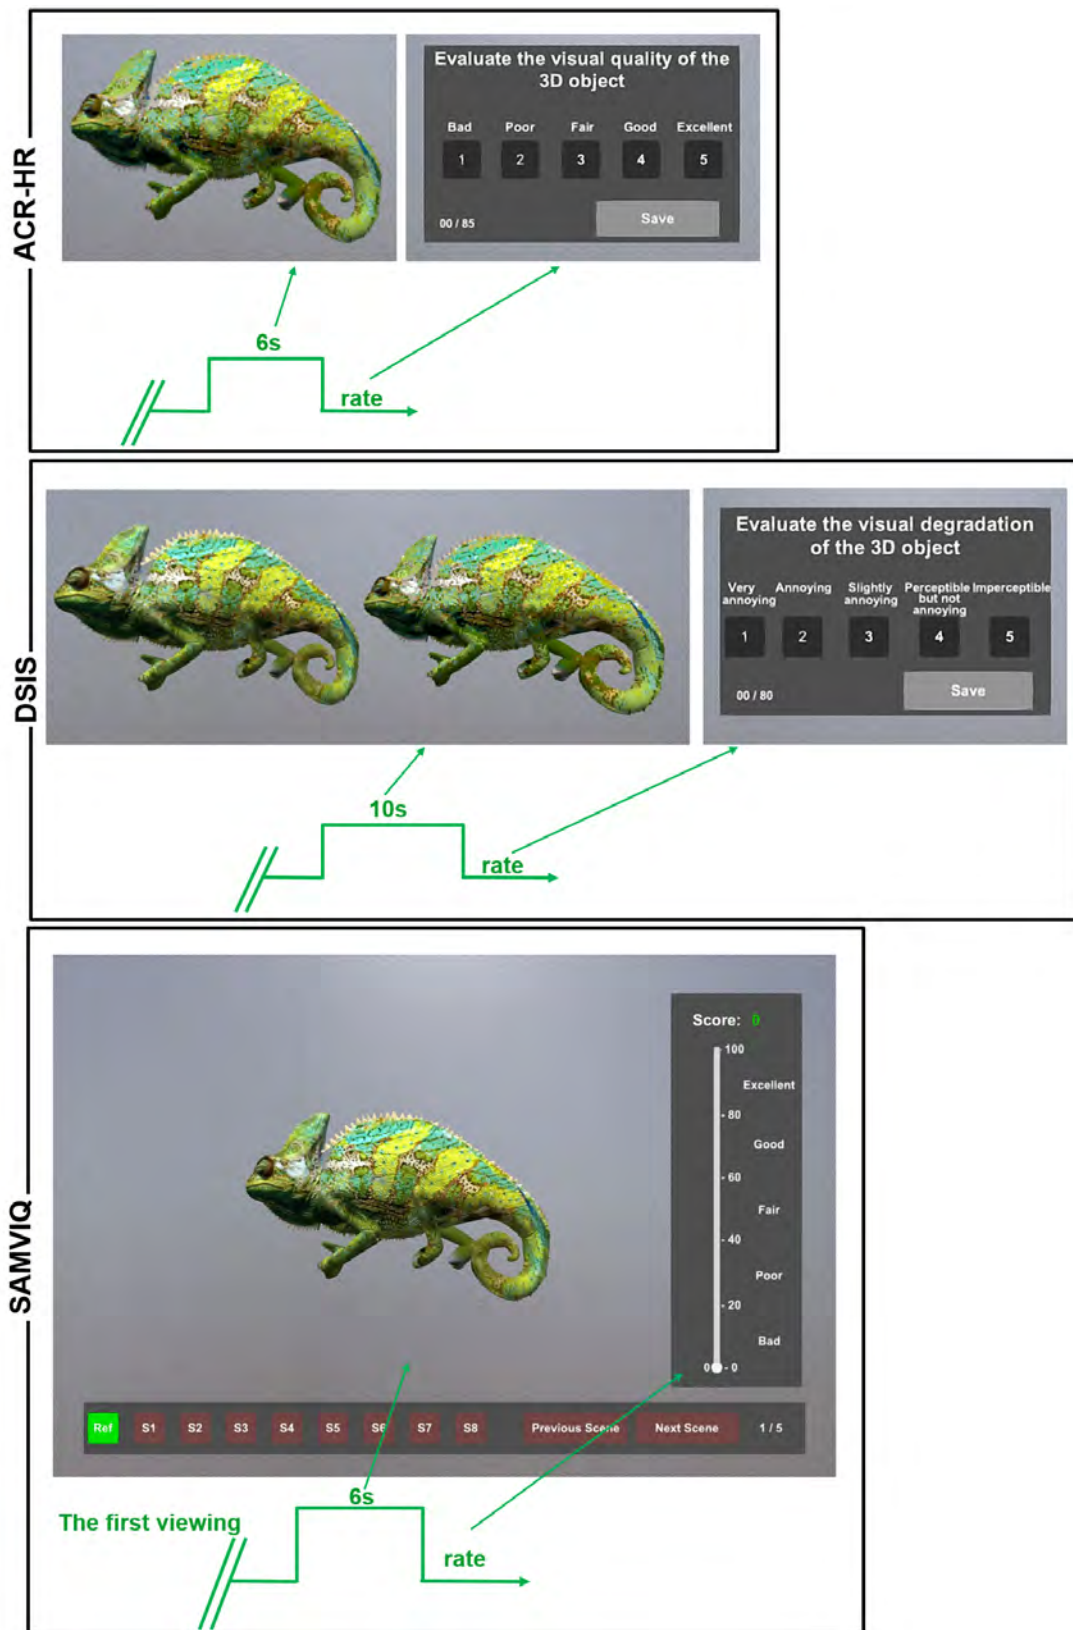 ACR-HR
Evaluate the visual quality of the
3D object
Bad Poor Fair Good Excellent
1 2 3 4 5
00 / 85 Save
6s
rate
DSIS
Evaluate the visual degradation
of the 3D object
Very annoying Annoying Slightly annoying Perceptible but not annoying Imperceptible
1 2 3 4 5
00 / 80 Save
10s
rate
SAMVIQ
Score: 0
- 100
Excellent
- 80
Good
- 60
Fair
- 40
Poor
- 20
Bad
0 - 0
Ref S1 S2 S3 S4 S5 S6 S7 S8 Previous Scene Next Scene 1 / 5
6s
The first viewing
rate